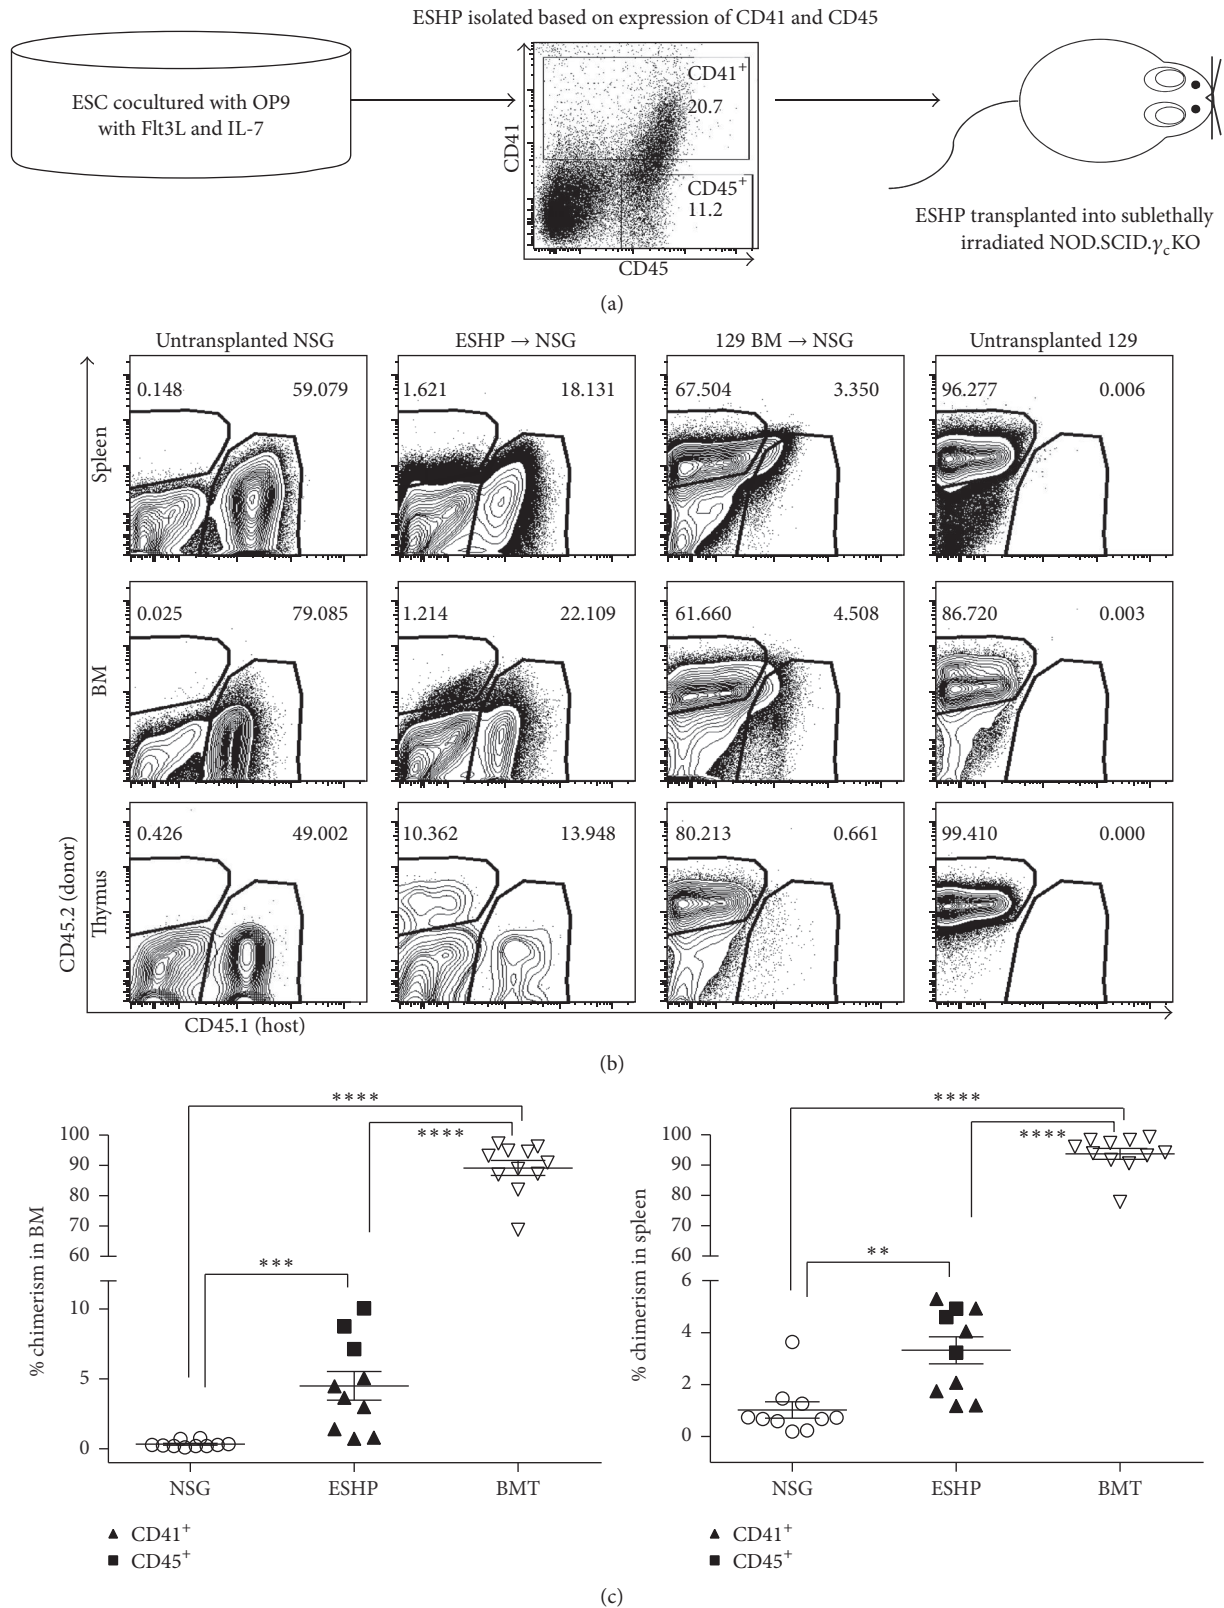 ESHP isolated based on expression of CD41 and CD45
ESC cocultured with OP9
with Flt3L and IL-7
CD41
CD41+
20.7
CD45+
11.2
CD45
ESHP transplanted into sublethally
irradiated NOD.SCID.γcKO
(a)
Untransplanted NSG
ESHP → NSG
129 BM → NSG
Untransplanted 129
Spleen
0.148 59.079
1.621 18.131
67.504 3.350
96.277 0.006
BM
0.025 79.085
1.214 22.109
61.660 4.508
86.720 0.003
CD45.2 (donor)
Thymus
0.426 49.002
10.362 13.948
80.213 0.661
99.410 0.000
CD45.1 (host)
(b)
% chimerism in BM
****
****
***
100
90
80
70
60
10
5
0
NSG ESHP BMT
▲ CD41+
■ CD45+
% chimerism in spleen
****
****
**
100
90
80
70
60
6
4
2
0
NSG ESHP BMT
▲ CD41+
■ CD45+
(c)